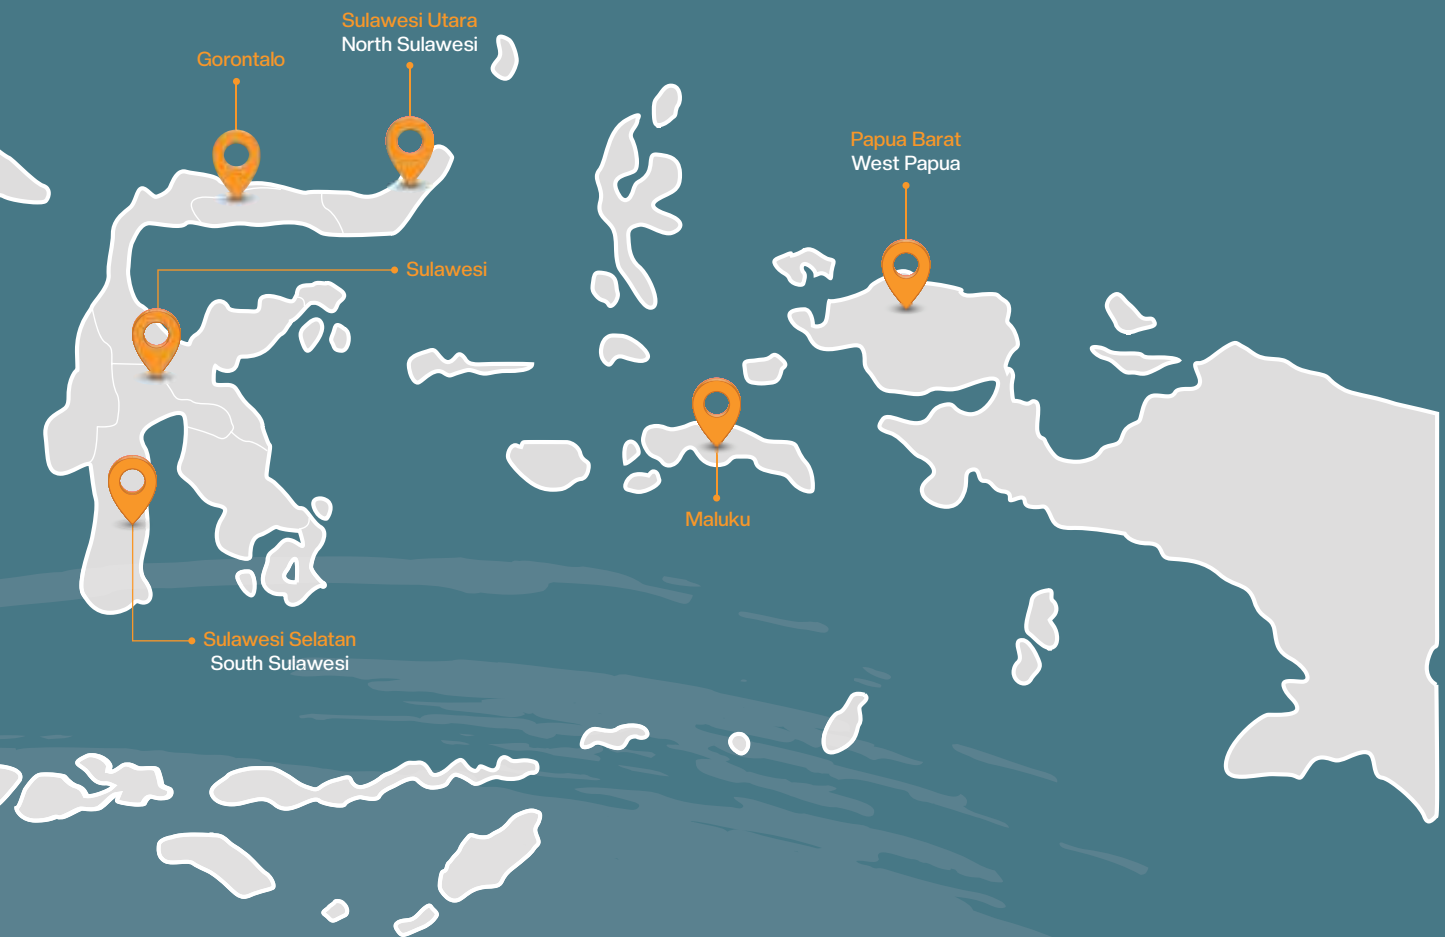 Sulawesi Utara
North Sulawesi
Gorontalo
Papua Barat
West Papua
Sulawesi
Maluku
Sulawesi Selatan
South Sulawesi